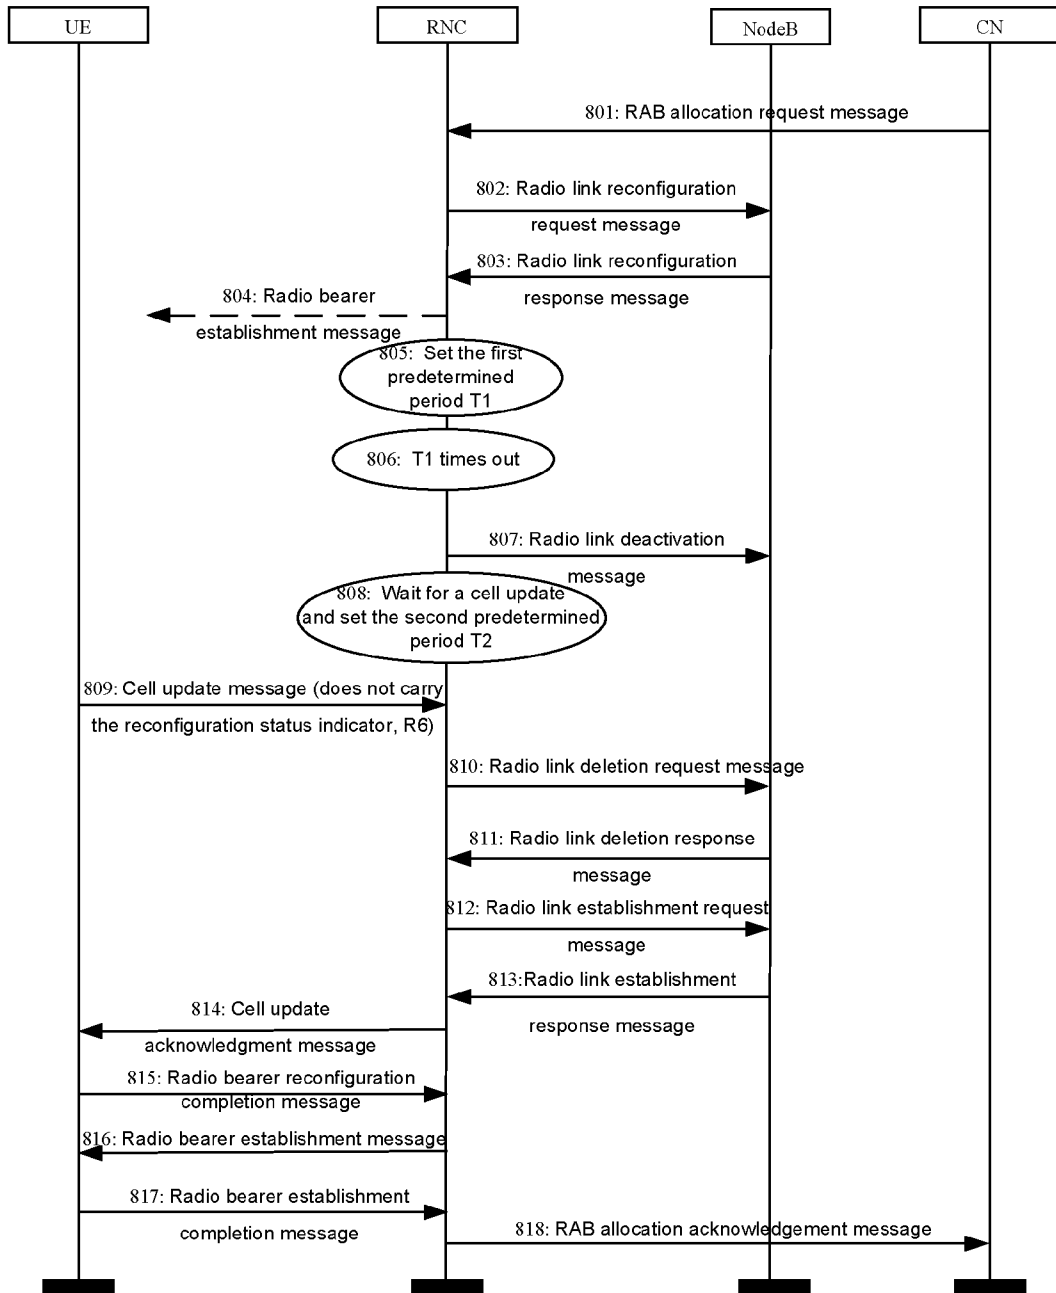 UE
RNC
NodeB
CN
801: RAB allocation request message
802: Radio link reconfiguration
request message
803: Radio link reconfiguration
response message
804: Radio bearer
establishment message
805: Set the first
predetermined
period T1
806: T1 times out
807: Radio link deactivation
message
808: Wait for a cell update
and set the second predetermined
period T2
809: Cell update message (does not carry
the reconfiguration status indicator, R6)
810: Radio link deletion request message
811: Radio link deletion response
message
812: Radio link establishment request
message
813:Radio link establishment
response message
814: Cell update
acknowledgment message
815: Radio bearer reconfiguration
completion message
816: Radio bearer establishment message
817: Radio bearer establishment
completion message
818: RAB allocation acknowledgement message